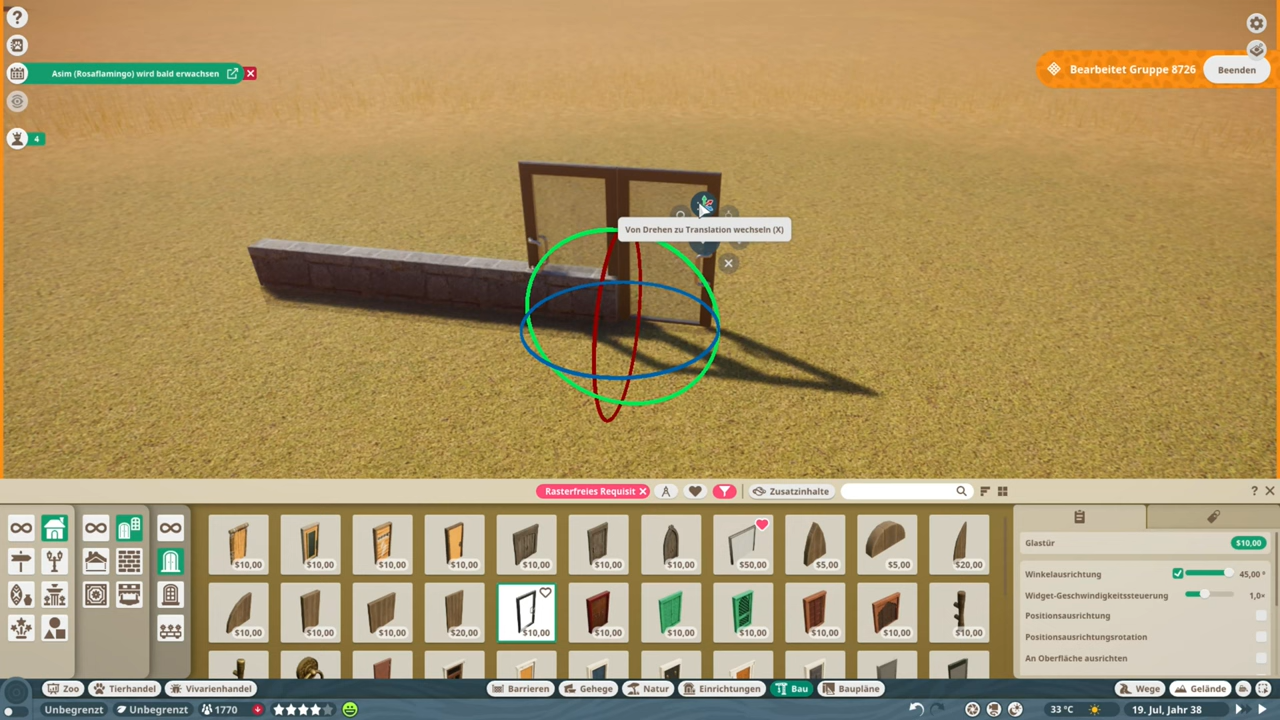 ?
Asim (Rosaflamingo) wird bald erwachsen
4
Bearbeitet Gruppe 8726
Beenden
Von Drehen zu Translation wechseln (X)
Rasterfreies Requisit
Zusatzinhalte
?
$10,00 $10,00 $10,00 $10,00 $10,00 $10,00 $10,00 $50,00 $5,00 $5,00 $20,00
$10,00 $10,00 $10,00 $20,00 $10,00 $10,00 $10,00 $10,00 $10,00 $10,00 $10,00
Glastür $10,00
Winkelausrichtung 45,00 °
Widget-Geschwindigkeitssteuerung 1,0×
Positionsausrichtung
Positionsausrichtungsrotation
An Oberfläche ausrichten
Zoo Tierhandel Vivarienhandel Barrieren Gehege Natur Einrichtungen Bau Baupläne Wege Gelände
Unbegrenzt Unbegrenzt 1770 33 °C 19. Jul, Jahr 38